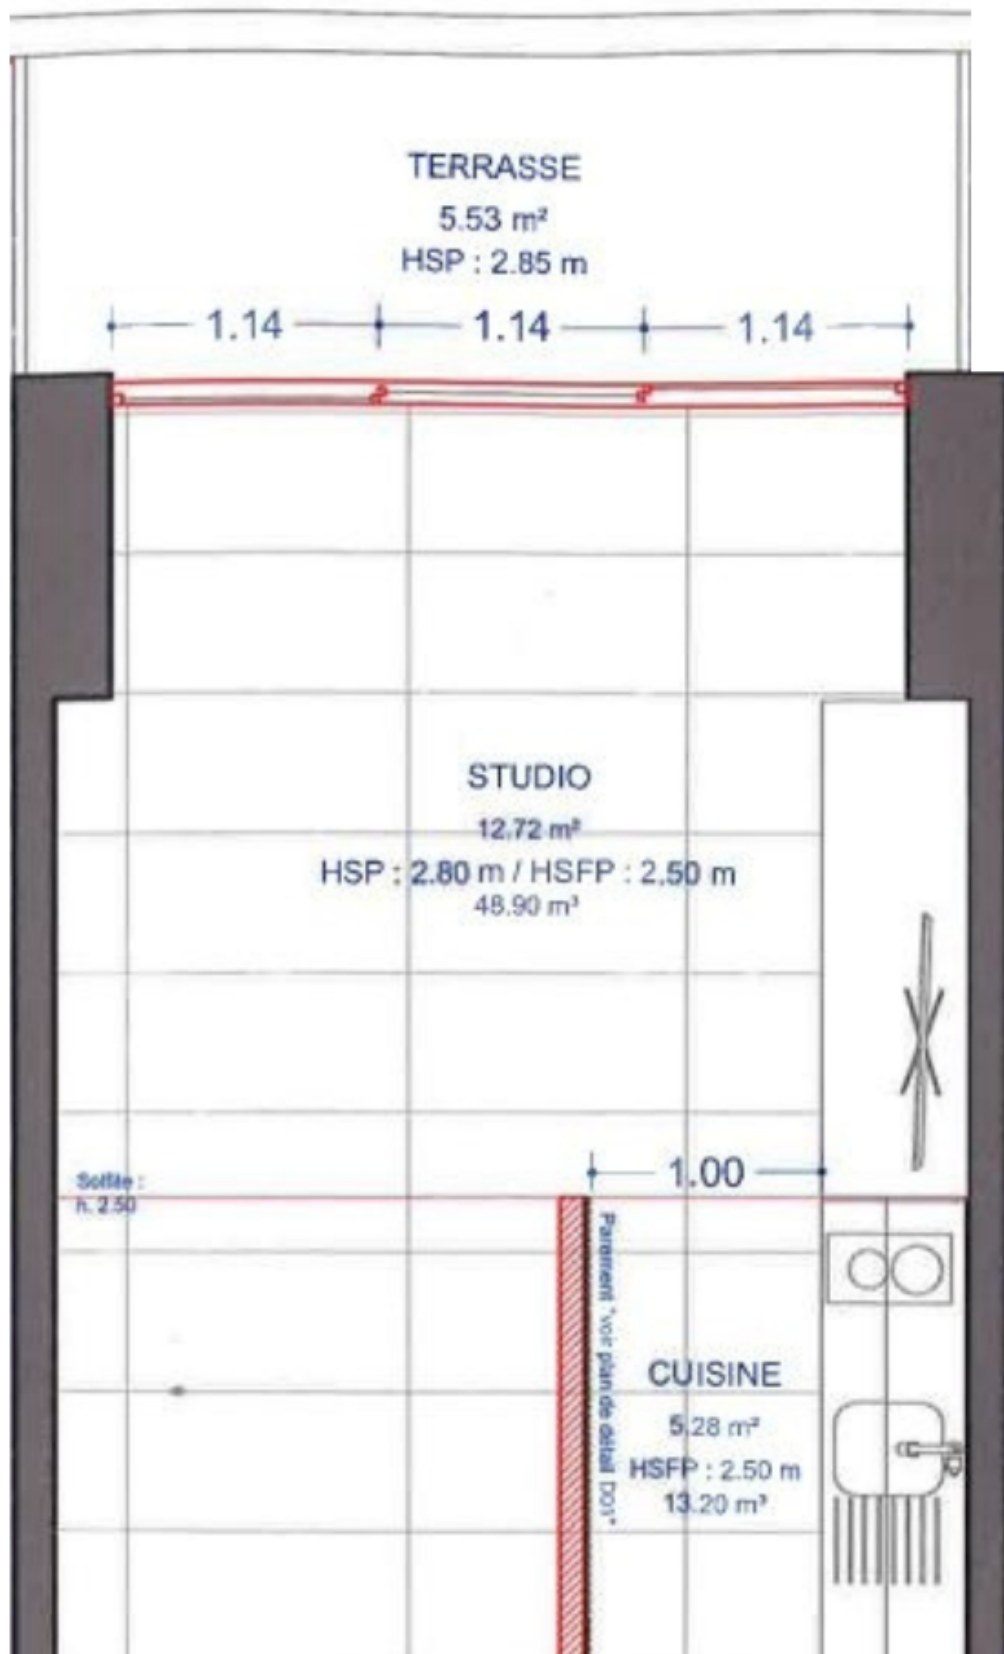 TERRASSE
5.53 m²
HSP : 2.85 m
1.14 1.14 1.14
STUDIO
12.72 m²
HSP : 2.80 m / HSFP : 2.50 m
48.90 m³
1.00
Soffite :
h. 2.50
Parement "voir plan de détail D01"
CUISINE
5.28 m²
HSFP : 2.50 m
13.20 m³